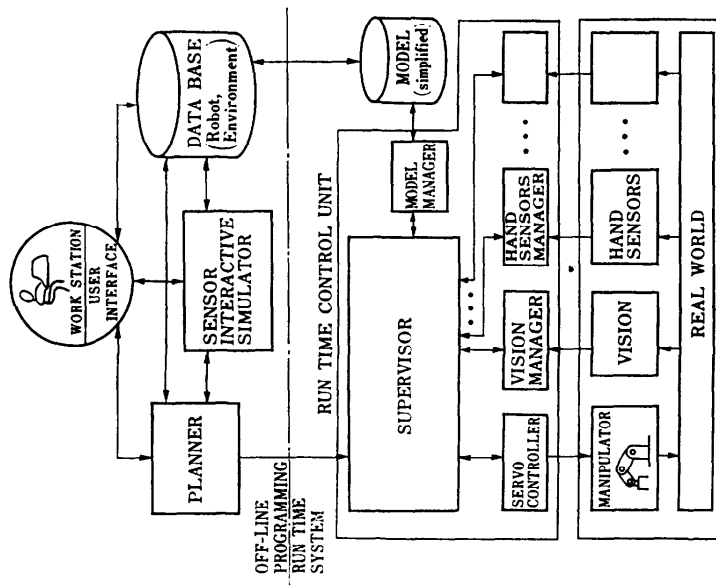 WORK STATION
USER
INTERFACE
DATA BASE
(Robot,
Environment)
PLANNER
SENSOR
INTERACTIVE
SIMULATOR
OFF-LINE
PROGRAMMING
RUN TIME
SYSTEM
RUN TIME CONTROL UNIT
MODEL
(simplified)
SUPERVISOR
MODEL
MANAGER
SERVO
CONTROLLER
VISION
MANAGER
HAND
SENSORS
MANAGER
MANIPULATOR
VISION
HAND
SENSORS
REAL WORLD